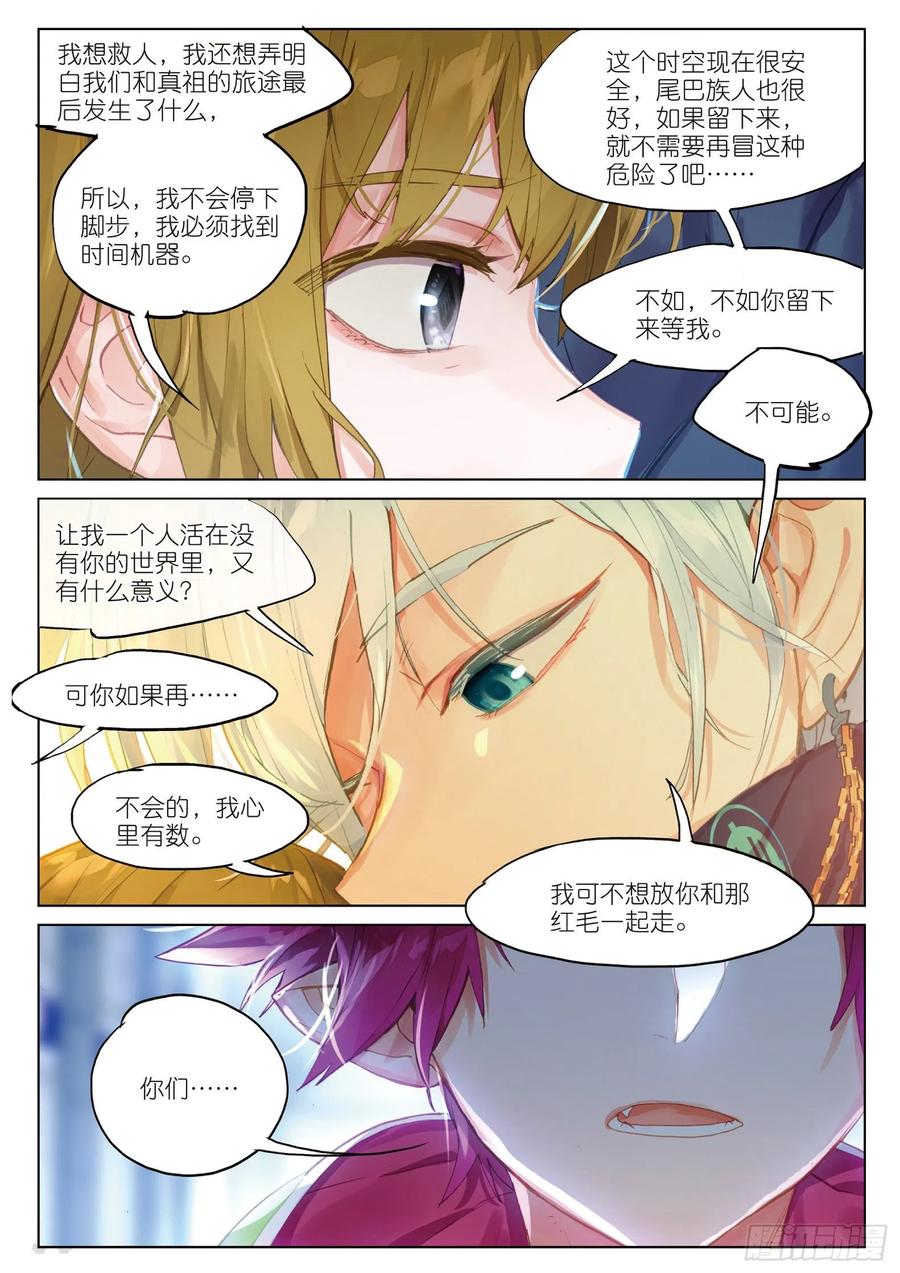 我想救人，我还想弄明
白我们和真祖的旅途最
后发生了什么，
所以，我不会停下
脚步，我必须找到
时间机器。
这个时空现在很安
全，尾巴族人也很
好，如果留下来，
就不需要再冒这种
危险了吧……
不如，不如你留下
来等我。
不可能。
让我一个人活在没
有你的世界里，又
有什么意义？
可你如果再……
不会的，我心
里有数。
我可不想放你和那
红毛一起走。
你们……
腾讯动漫